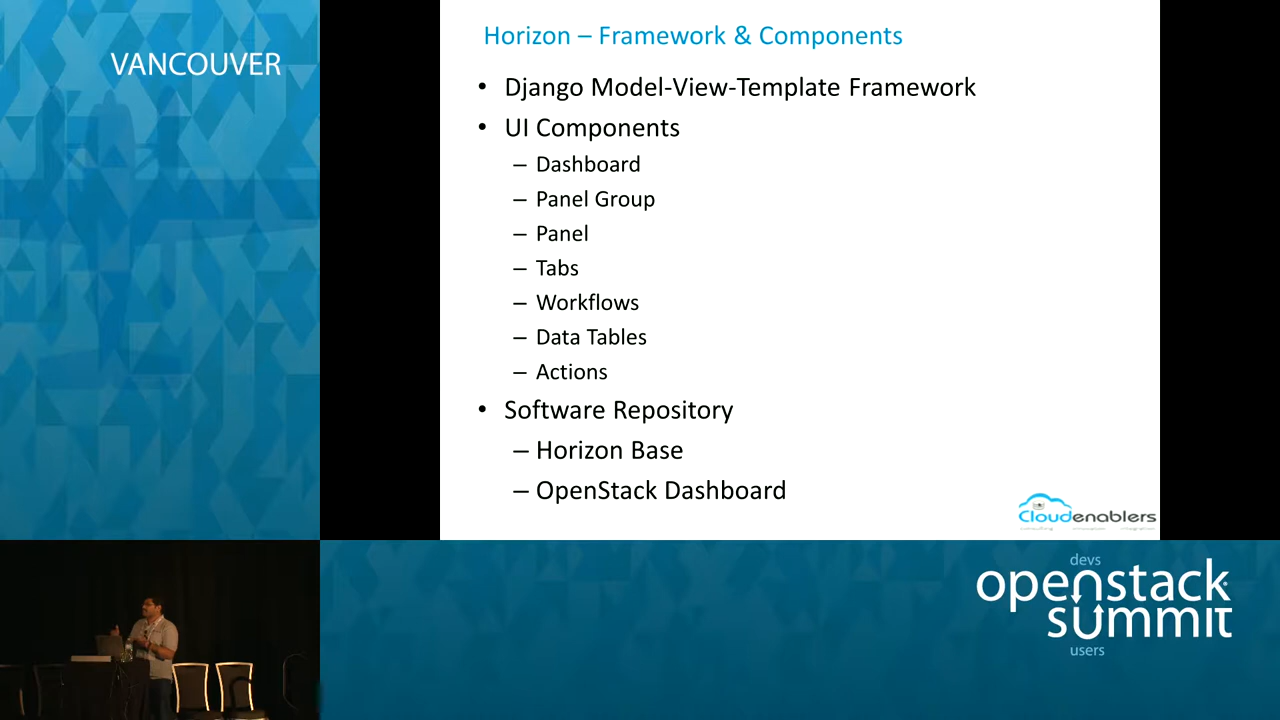 VANCOUVER
Horizon – Framework & Components
• Django Model-View-Template Framework
• UI Components
– Dashboard
– Panel Group
– Panel
– Tabs
– Workflows
– Data Tables
– Actions
• Software Repository
– Horizon Base
– OpenStack Dashboard
Cloudenablers
devs
openstack
summit
users